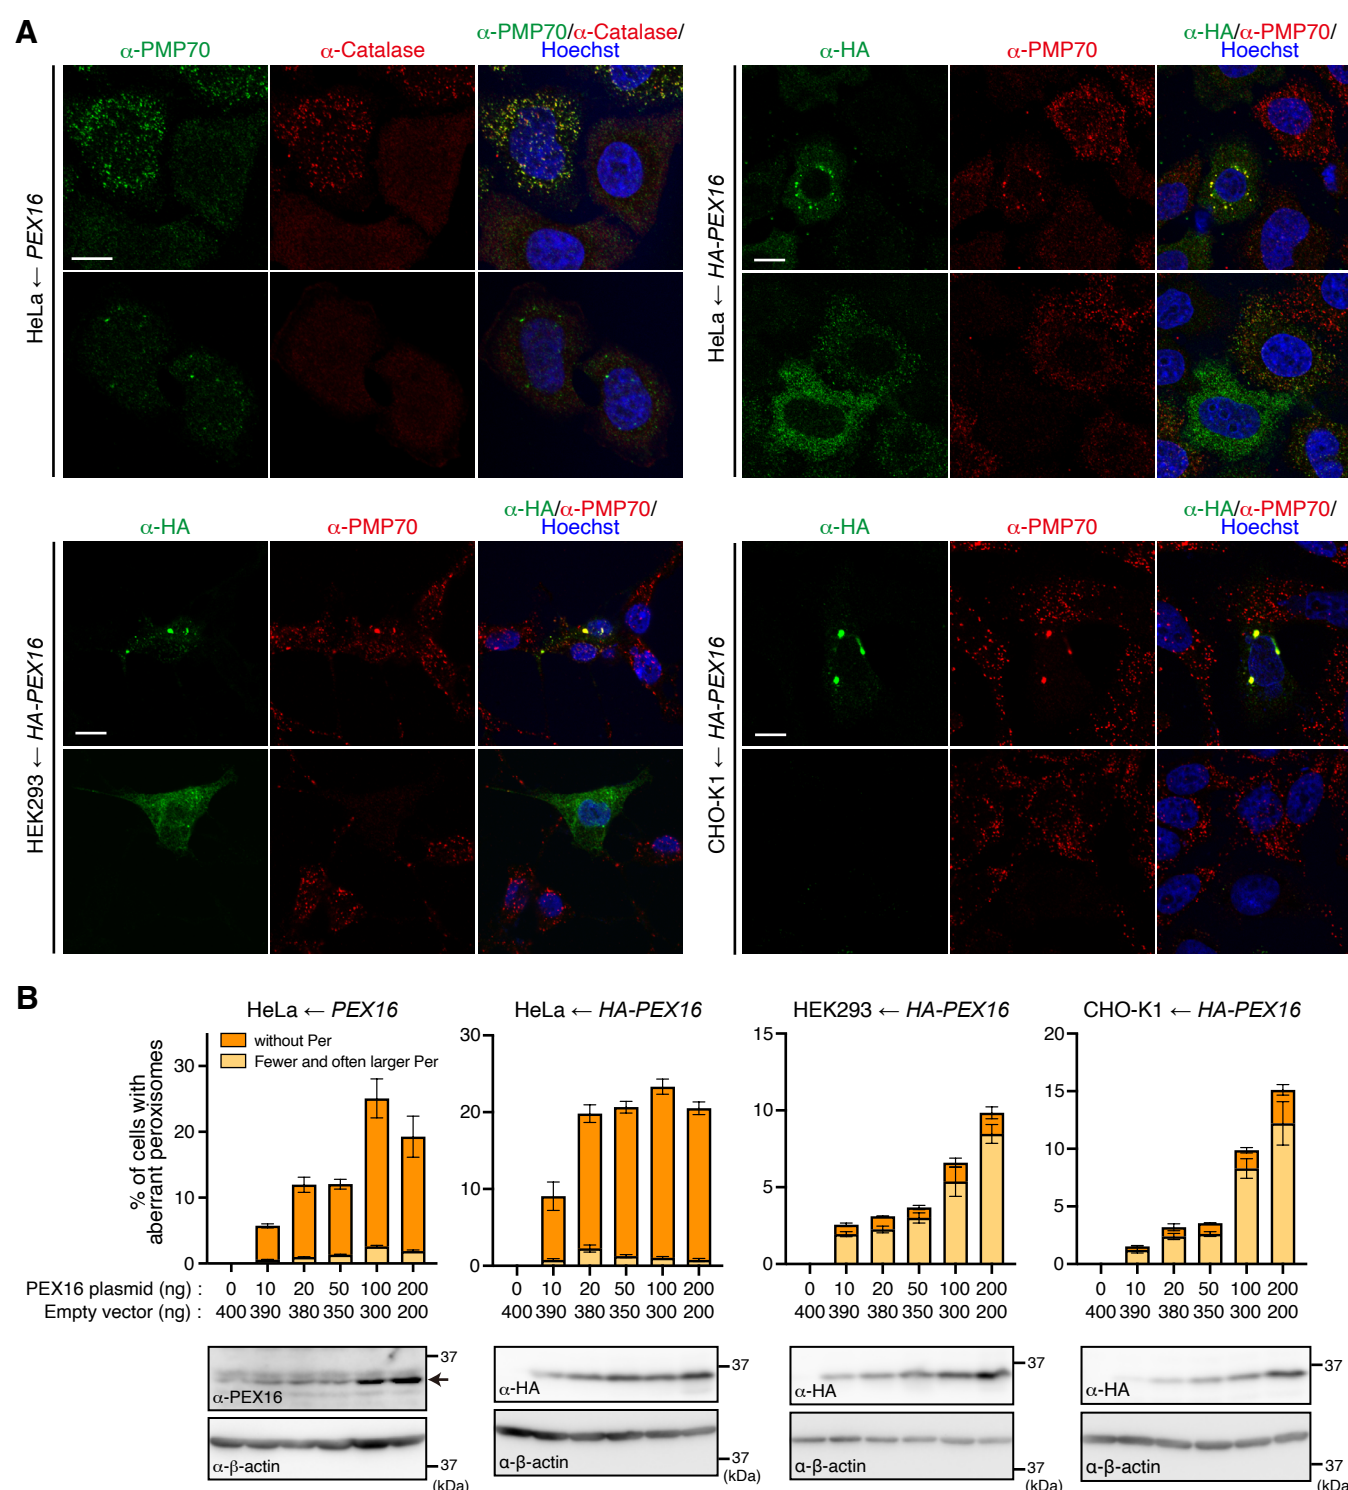 A
α-PMP70
α-Catalase
α-PMP70/α-Catalase/
Hoechst
HeLa ← PEX16
α-HA
α-PMP70
α-HA/α-PMP70/
Hoechst
HeLa ← HA-PEX16
α-HA
α-PMP70
α-HA/α-PMP70/
Hoechst
HEK293 ← HA-PEX16
α-HA
α-PMP70
α-HA/α-PMP70/
Hoechst
CHO-K1 ← HA-PEX16
B
HeLa ← PEX16
HeLa ← HA-PEX16
HEK293 ← HA-PEX16
CHO-K1 ← HA-PEX16
without Per
Fewer and often larger Per
% of cells with
aberrant peroxisomes
30
20
10
0
30
20
10
0
15
10
5
0
20
15
10
5
0
PEX16 plasmid (ng) : 0 10 20 50 100 200 0 10 20 50 100 200 0 10 20 50 100 200 0 10 20 50 100 200
Empty vector (ng) : 400 390 380 350 300 200 400 390 380 350 300 200 400 390 380 350 300 200 400 390 380 350 300 200
37
α-PEX16
α-β-actin
37
(kDa)
37
α-HA
α-β-actin
37
(kDa)
37
α-HA
α-β-actin
37
(kDa)
37
α-HA
α-β-actin
37
(kDa